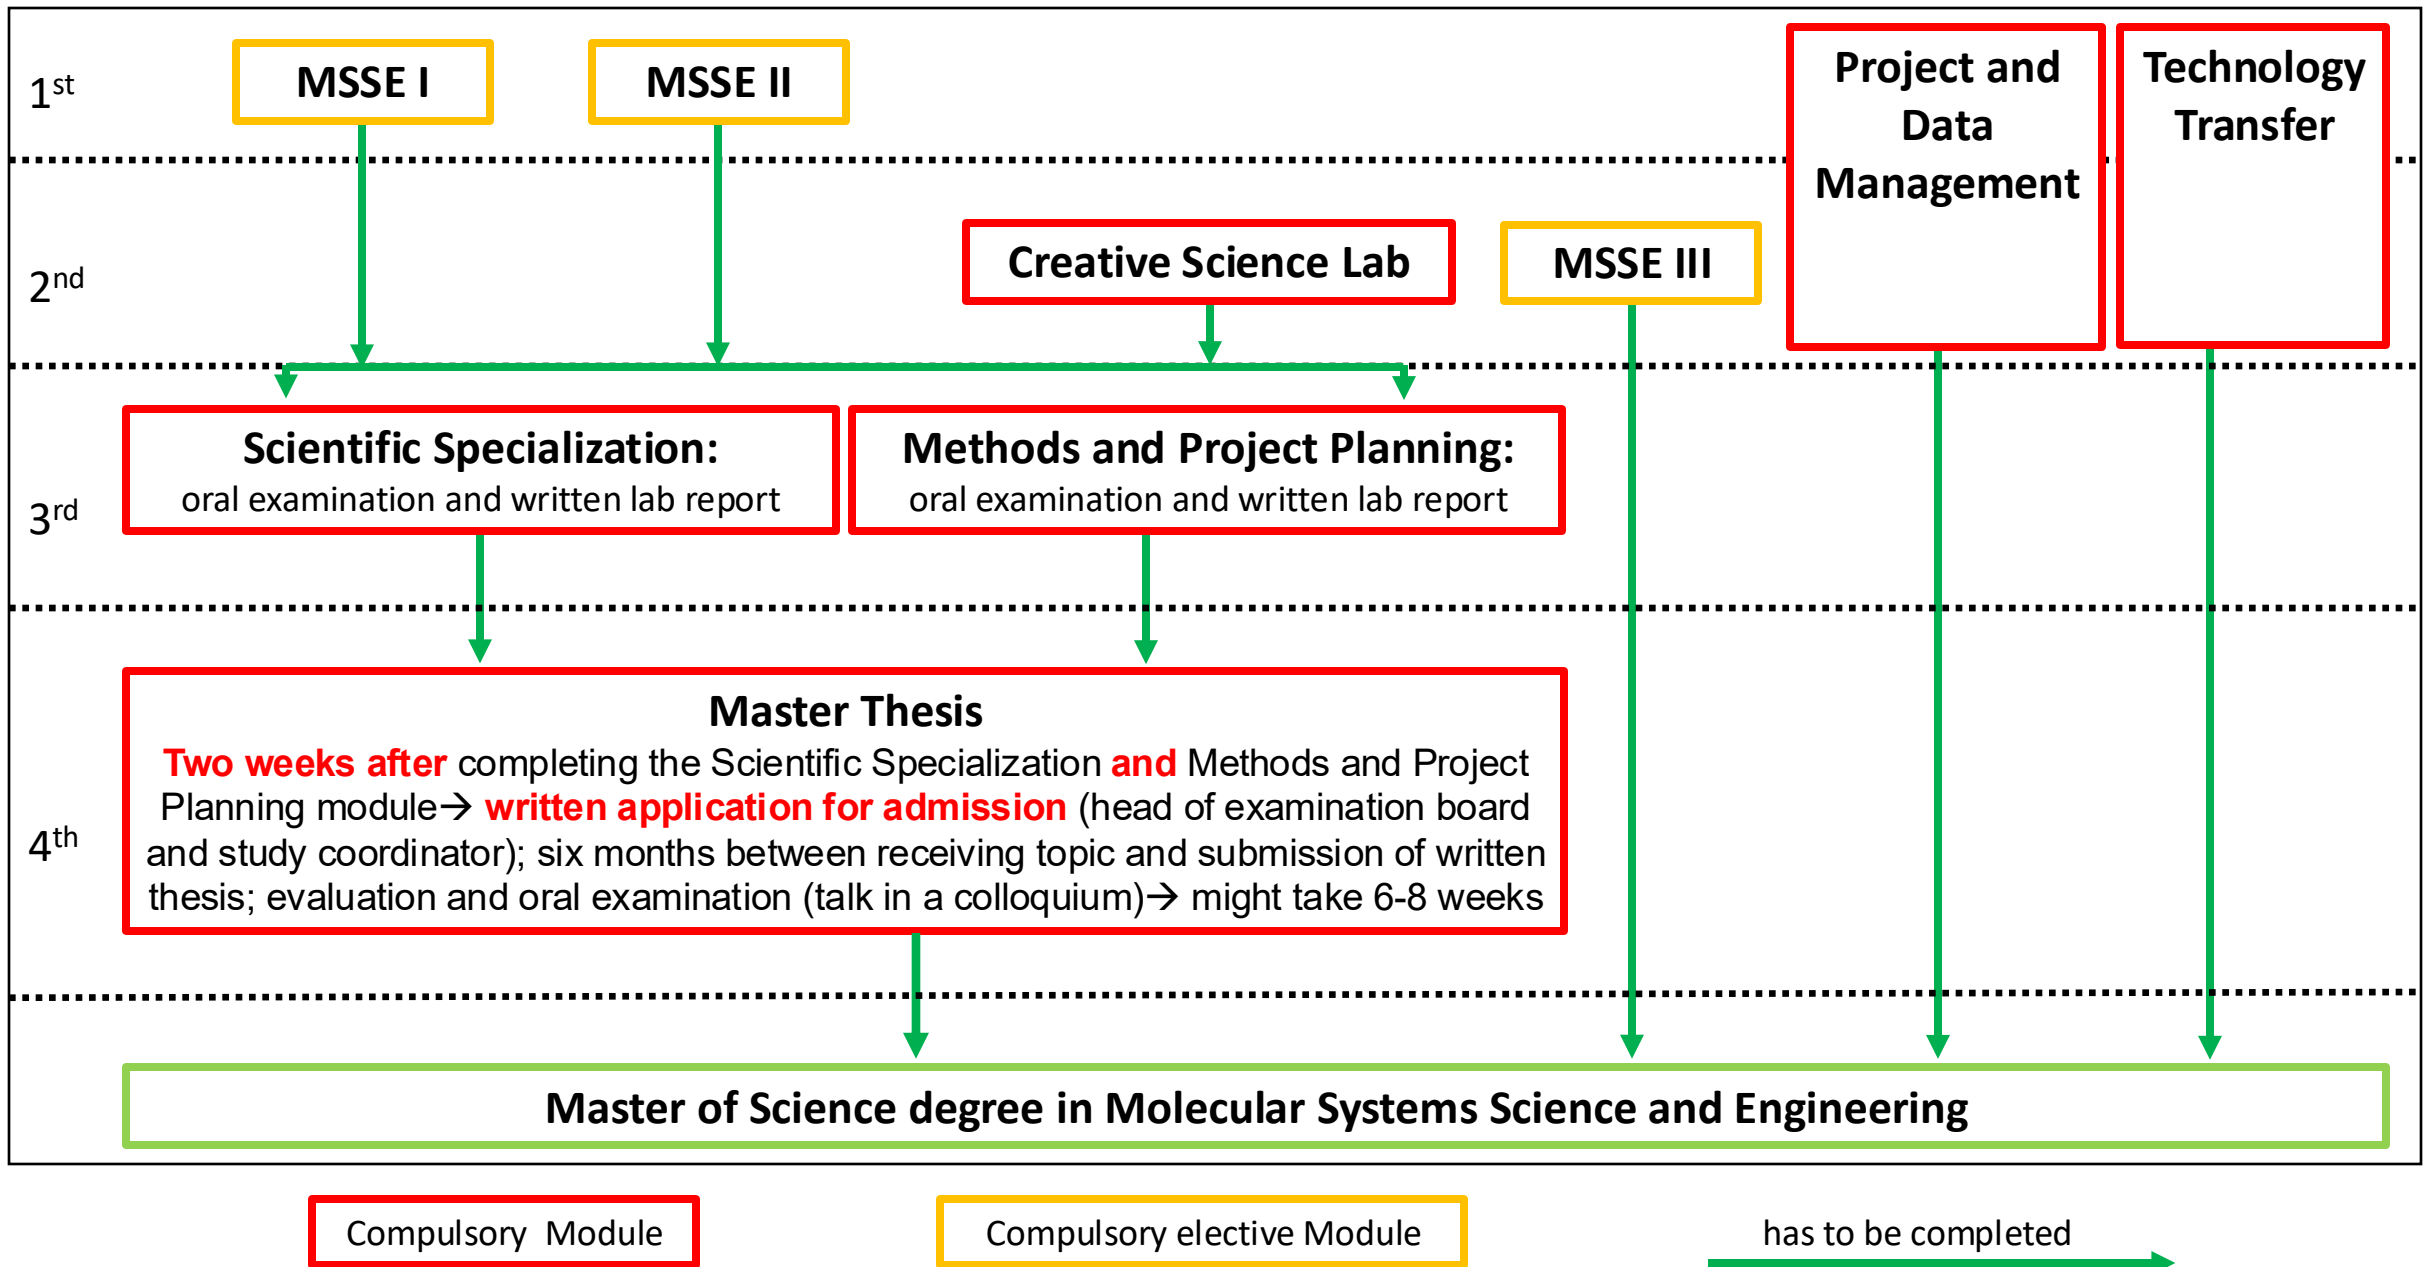 1st
MSSE I
MSSE II
Project and
Data
Management
Technology
Transfer
2nd
Creative Science Lab
MSSE III
3rd
Scientific Specialization:
oral examination and written lab report
Methods and Project Planning:
oral examination and written lab report
4th
Master Thesis
Two weeks after completing the Scientific Specialization and Methods and Project
Planning module→ written application for admission (head of examination board
and study coordinator); six months between receiving topic and submission of written
thesis; evaluation and oral examination (talk in a colloquium)→ might take 6-8 weeks
Master of Science degree in Molecular Systems Science and Engineering
Compulsory Module
Compulsory elective Module
has to be completed